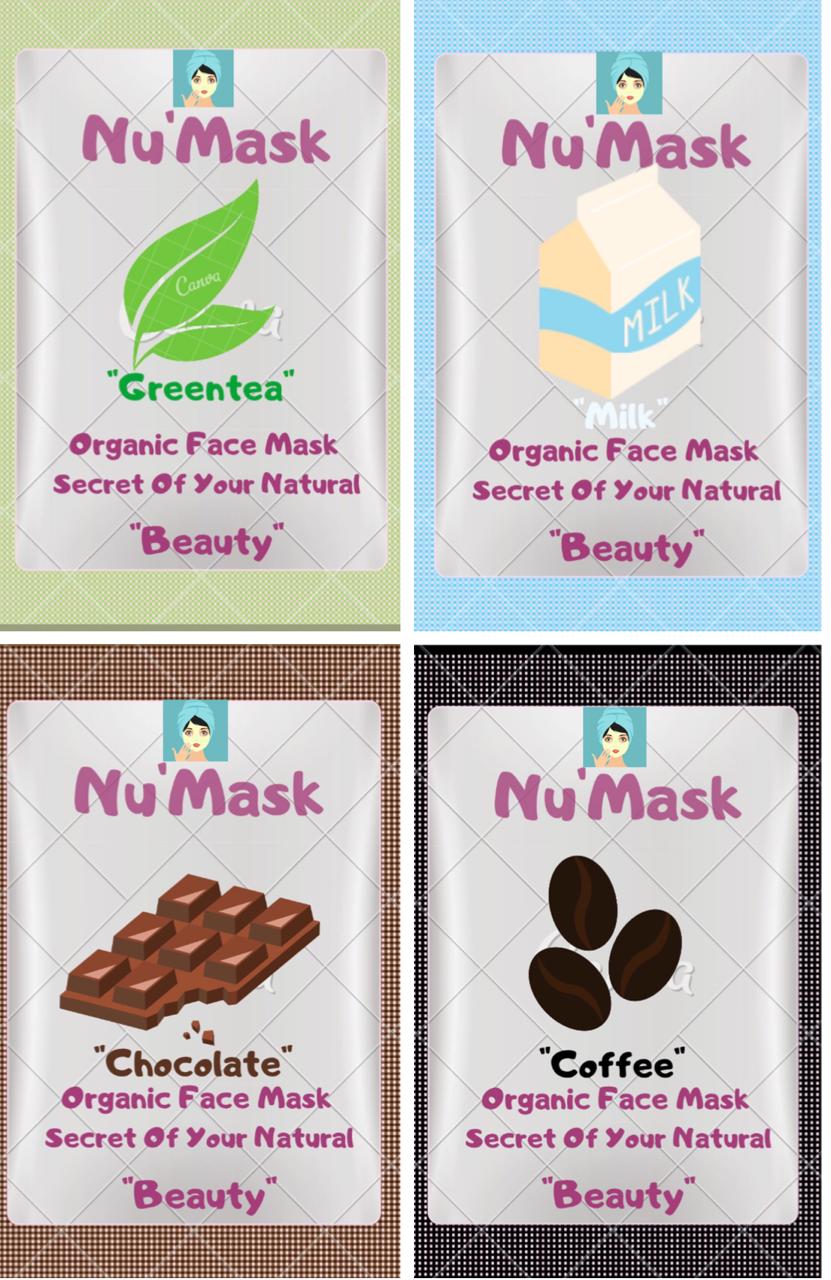 Nu'Mask
Canva
"Greentea"
Organic Face Mask
Secret Of Your Natural
"Beauty"
Nu'Mask
MILK
"Milk"
Organic Face Mask
Secret Of Your Natural
"Beauty"
Nu'Mask
"Chocolate"
Organic Face Mask
Secret Of Your Natural
"Beauty"
Nu'Mask
"Coffee"
Organic Face Mask
Secret Of Your Natural
"Beauty"